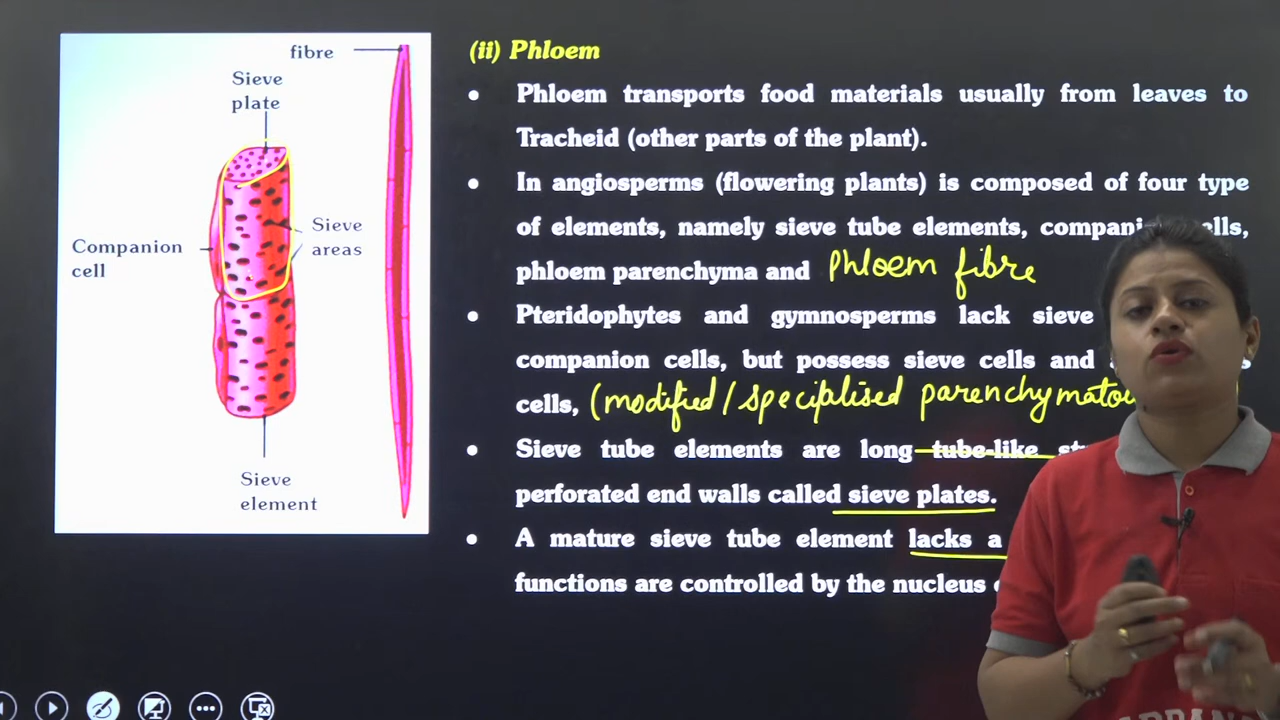 fibre
Sieve
plate
Sieve
areas
Companion
cell
Sieve
element
(ii) Phloem
• Phloem transports food materials usually from leaves to
Tracheid (other parts of the plant).
• In angiosperms (flowering plants) is composed of four type
of elements, namely sieve tube elements,
phloem parenchyma and Phloem fibre
• Pteridophytes and gymnosperms lack sieve
companion cells, but possess sieve cells and
cells, (modified/specialised
• Sieve tube elements are long tube-like
perforated end walls called sieve plates.
• A mature sieve tube element lacks a
functions are controlled by the nucleus